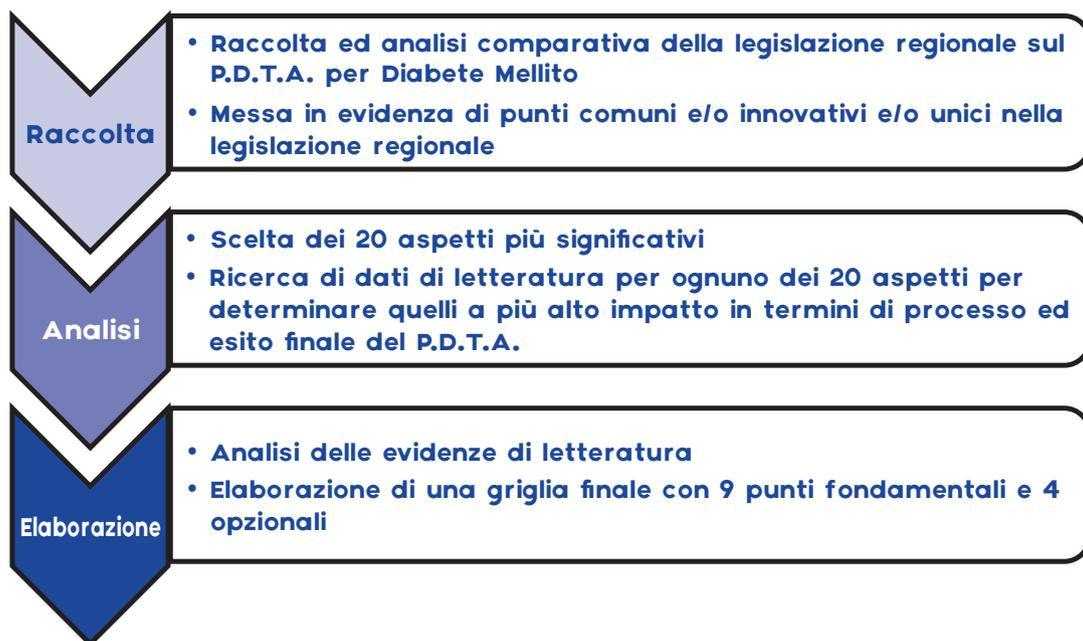 Raccolta
• Raccolta ed analisi comparativa della legislazione regionale sul
P.D.T.A. per Diabete Mellito
• Messa in evidenza di punti comuni e/o innovativi e/o unici nella
legislazione regionale
Analisi
• Scelta dei 20 aspetti più significativi
• Ricerca di dati di letteratura per ognuno dei 20 aspetti per
determinare quelli a più alto impatto in termini di processo ed
esito finale del P.D.T.A.
Elaborazione
• Analisi delle evidenze di letteratura
• Elaborazione di una griglia finale con 9 punti fondamentali e 4
opzionali